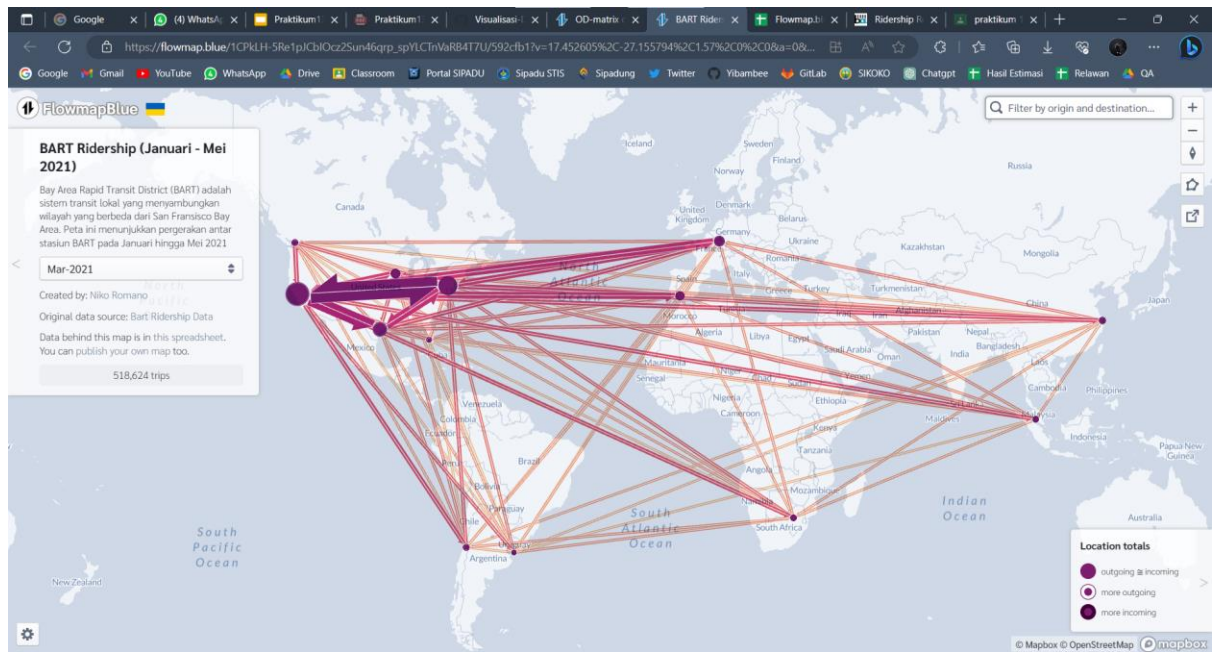 Google
(4) WhatsAp
Praktikum1
Praktikum1
Visualisasi-I
OD-matrix c
BART Rider
Flowmap.bl
Ridership R
praktikum 1
https://flowmap.blue/1CPkLH-5Re1pJCbIOcz2Sun46qrp_spYLCTnVaRB4T7U/592cfb1?v=17.452605%2C-27.155794%2C1.57%2C0%2C0&a=0&...
Google
Gmail
YouTube
WhatsApp
Drive
Classroom
Portal SIPADU
Sipadu STIS
Sipadung
Twitter
Yibambee
GitLab
SIKOKO
Chatgpt
Hasil Estimasi
Relawan
QA
FlowmapBlue
Filter by origin and destination...
BART Ridership (Januari - Mei
2021)
Bay Area Rapid Transit District (BART) adalah
sistem transit lokal yang menyambungkan
wilayah yang berbeda dari San Fransisco Bay
Area. Peta ini menunjukkan pergerakan antar
stasiun BART pada Januari hingga Mei 2021
Mar-2021
Created by: Niko Romano
Original data source: Bart Ridership Data
Data behind this map is in this spreadsheet.
You can publish your own map too.
518,624 trips
Iceland
Sweden
Finland
Norway
Russia
Canada
United
Kingdom
Denmark
Belarus
Germany
Ukraine
Kazakhstan
Mongolia
Romania
Italy
Spain
Greece
Turkey
Turkmenistan
China
Japan
North
Atlantic
Ocean
Morocco
Iraq
Iran
Afghanistan
Algeria
Libya
Egypt
Pakistan
Nepal
Mexico
Cuba
Saudi Arabia
Oman
India
Bangladesh
Laos
Mauritania
Niger
Chad
Sudan
Yemen
Senegal
Nigeria
Ethiopia
Cambodia
Philippines
Venezuela
Colombia
Cameroon
Sri Lanka
Maldives
Malaysia
Ecuador
Kenya
Indonesia
Papua New
Guinea
Peru
Brazil
Tanzania
Angola
Bolivia
Mozambique
Paraguay
Namibia
Indian
Ocean
Chile
South
Atlantic
Ocean
South Africa
Australia
South
Pacific
Ocean
Uruguay
Argentina
New Zealand
Location totals
outgoing ≅ incoming
more outgoing
more incoming
© Mapbox © OpenStreetMap
mapbox